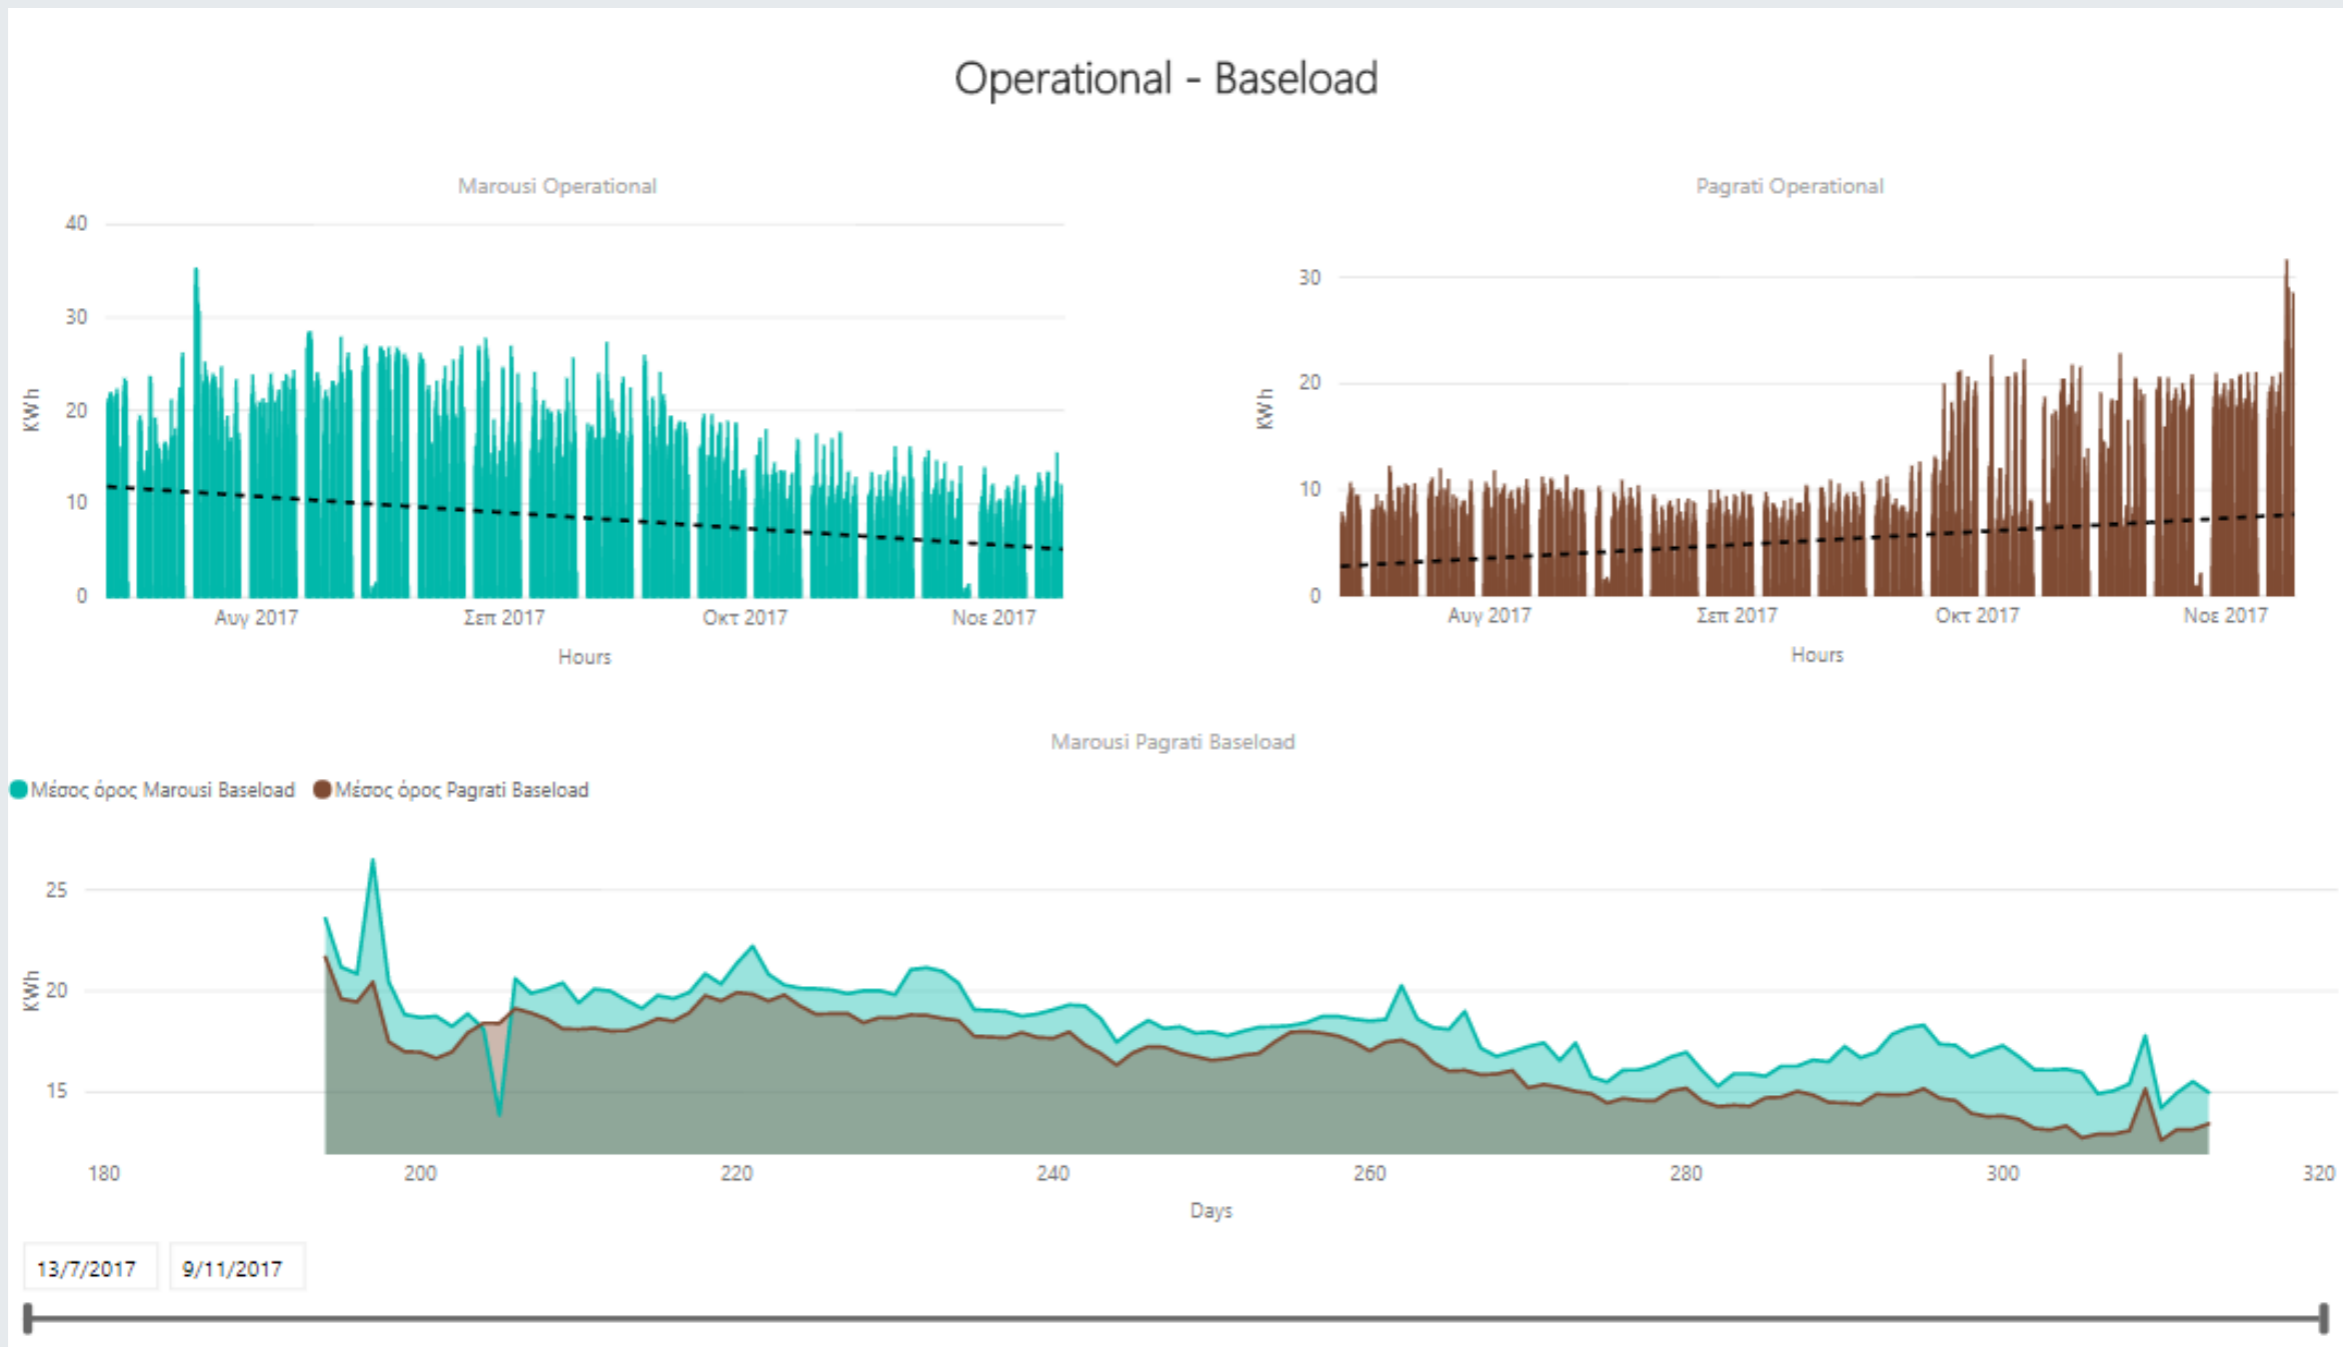 Operational - Baseload
Marousi Operational
40
30
20
10
0
KWh
Αυγ 2017 Σεπ 2017 Οκτ 2017 Νοε 2017
Hours
Pagrati Operational
30
20
10
0
KWh
Αυγ 2017 Σεπ 2017 Οκτ 2017 Νοε 2017
Hours
Marousi Pagrati Baseload
Μέσος όρος Marousi Baseload Μέσος όρος Pagrati Baseload
25
20
15
KWh
180 200 220 240 260 280 300 320
Days
13/7/2017 9/11/2017